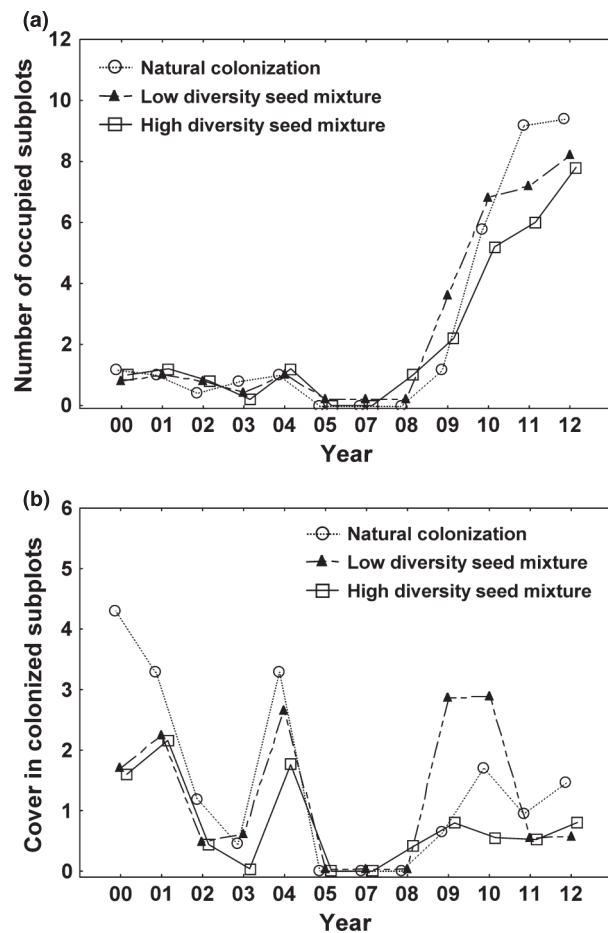 (a)
12
10
8
6
4
2
0
Number of occupied subplots
Natural colonization
Low diversity seed mixture
High diversity seed mixture
00 01 02 03 04 05 07 08 09 10 11 12
Year
(b)
6
5
4
3
2
1
0
Cover in colonized subplots
Natural colonization
Low diversity seed mixture
High diversity seed mixture
00 01 02 03 04 05 07 08 09 10 11 12
Year